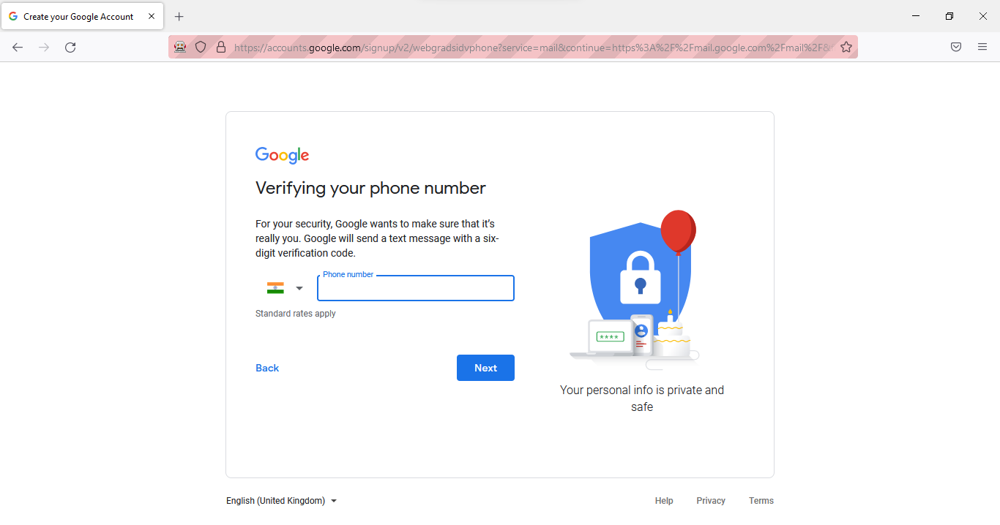 Create your Google Account
https://accounts.google.com/signup/v2/webgradsidvphone?service=mail&continue=https%3A%2F%2Fmail.google.com%2Fmail%2F&
Google
Verifying your phone number
For your security, Google wants to make sure that it's
really you. Google will send a text message with a six-
digit verification code.
Phone number
Standard rates apply
Back
Next
****
Your personal info is private and
safe
English (United Kingdom)
Help Privacy Terms